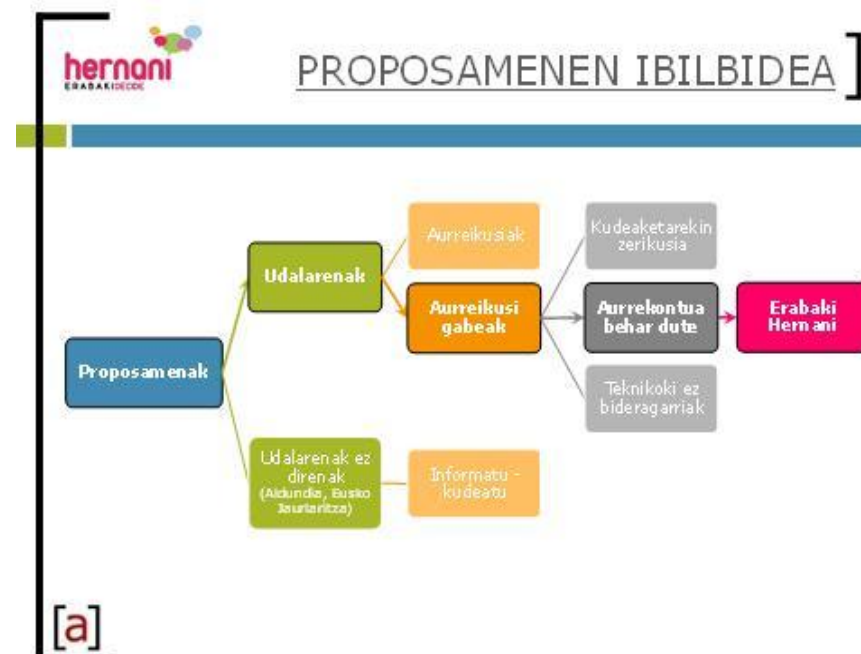 hernani
ERABAKIDECIDE
PROPOSAMENEN IBILBIDEA
Proposamenak
Udalarenak
Udalarenak ez
direnak
(Aldundia, Eusko
Jaurlaritza)
Aurreikusiak
Aurreikusi
gabeak
Informatu -
kudeatu
Kudeaketarekin
zerikusia
Aurrekontua
behar dute
Teknikoki ez
bideragarriak
Erabaki
Hernani
[a]